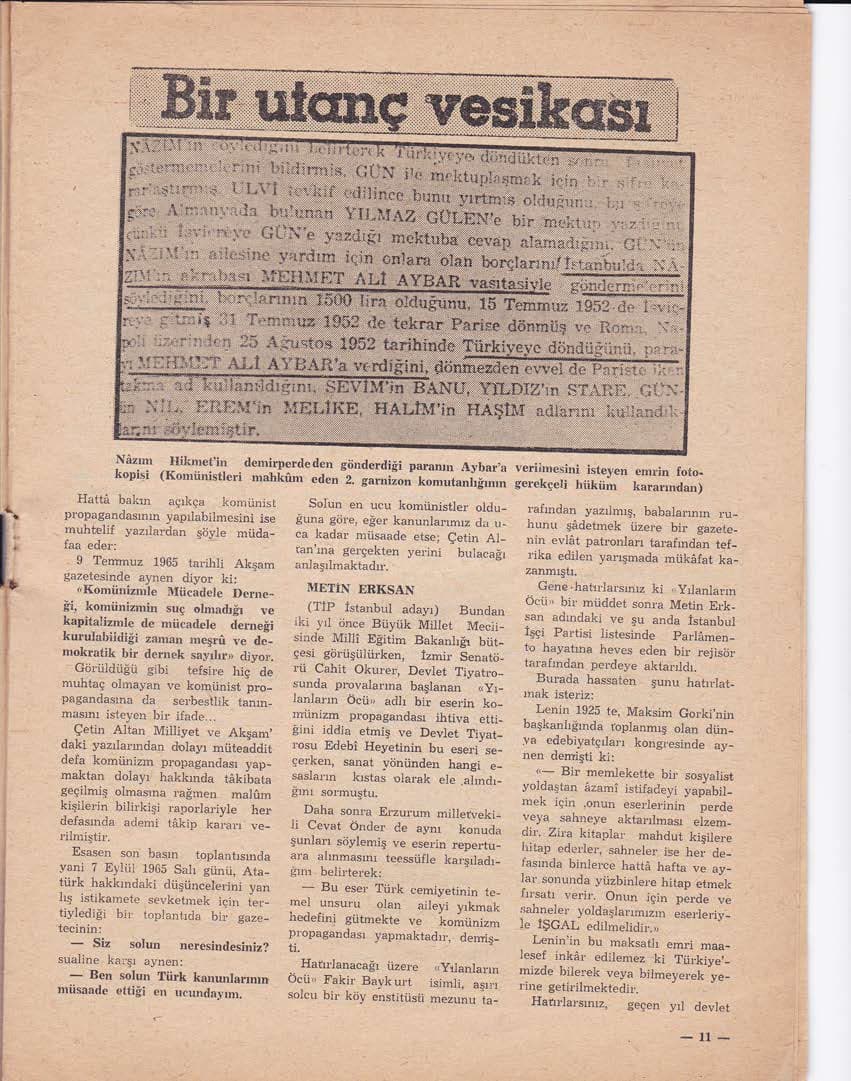 Bir utanç vesikası
NÂZIM'ın söylediğini belirterek Türkiyeye döndükten sonra
göstermemelerini bildirmiş, GÜN ile mektuplaşmak için bir şifre ka-
rarlaştırmış ULVİ tevkif edilince bunu yırtmış olduğunu, bu şifreye
göre Almanyada bulunan YILMAZ GÜLEN'e bir mektup yazdığını
çünkü İsviçreye GÜN'e yazdığı mektuba cevap alamadığını, GÜN'ün
NÂZIM'ın ailesine yardım için onlara olan borçlarını İstanbulda NÂ-
ZIM'ın akrabası MEHMET ALİ AYBAR vasıtasiyle göndermelerini
söylediğini, borçlarının 1500 lira olduğunu, 15 Temmuz 1952 de İsviç-
reye gitmiş 31 Temmuz 1952 de tekrar Parise dönmüş ve Roma, Na-
poli üzerinden 25 Ağustos 1952 tarihinde Türkiyeye döndüğünü, para-
yı MEHMET ALİ AYBAR'a verdiğini, dönmezden evvel de Pariste iken
takma ad kullanıldığını, SEVİM'in BANU, YILDIZ'ın STARE, GÜN-
ün NİL, EREM'in MELİKE, HALİM'in HAŞİM adlarını kullandık-
larını söylemiştir.
Nâzım Hikmet'in demirperdeden gönderdiği paranın Aybar'a verilmesini isteyen emrin foto-
kopisi (Komünistleri mahkûm eden 2. garnizon komutanlığının gerekçeli hüküm kararından)
Hattâ bakın açıkça komünist
propagandasının yapılabilmesini ise
muhtelif yazılardan şöyle müda-
faa eder:
9 Temmuz 1965 tarihli Akşam
gazetesinde aynen diyor ki:
«Komünizmle Mücadele Derne-
ği, komünizmin suç olmadığı ve
kapitalizmle de mücadele derneği
kurulabildiği zaman meşrû ve de-
mokratik bir dernek sayılır» diyor.
Görüldüğü gibi tefsire hiç de
muhtaç olmayan ve komünist pro-
pagandasına da serbestlik tanın-
masını isteyen bir ifade...
Çetin Altan Milliyet ve Akşam'
daki yazılarından dolayı müteaddit
defa komünizm propagandası yap-
maktan dolayı hakkında tâkibata
geçilmiş olmasına rağmen malûm
kişilerin bilirkişi raporlariyle her
defasında ademi tâkip kararı ve-
rilmiştir.
Esasen son basın toplantısında
yani 7 Eylül 1965 Salı günü, Ata-
türk hakkındaki düşüncelerini yan
lış istikamete sevketmek için ter-
tiylediği bir toplantıda bir gaze-
tecinin:
— Siz solun neresindesiniz?
sualine karşı aynen:
— Ben solun Türk kanunlarının
müsaade ettiği en ucundayım.
Solun en ucu komünistler oldu-
ğuna göre, eğer kanunlarımız da u-
ca kadar müsaade etse; Çetin Al-
tan'ına gerçekten yerini bulacağı
anlaşılmaktadır.
METİN ERKSAN
(TİP İstanbul adayı) Bundan
iki yıl önce Büyük Millet Mecii-
sinde Millî Eğitim Bakanlığı büt-
çesi görüşülürken, İzmir Senatö-
rü Cahit Okurer, Devlet Tiyatro-
sunda provalarına başlanan «Yı-
lanların Öcü» adlı bir eserin ko-
münizm propagandası ihtiva etti-
ğini iddia etmiş ve Devlet Tiyat-
rosu Edebî Heyetinin bu eseri se-
çerken, sanat yönünden hangi e-
sasların kıstas olarak ele alındı-
ğını sormuştu.
Daha sonra Erzurum milletveki-
li Cevat Önder de aynı konuda
şunları söylemiş ve eserin repertu-
ara alınmasını teessüfle karşıladı-
ğını belirterek:
— Bu eser Türk cemiyetinin te-
mel unsuru olan aileyi yıkmak
hedefini gütmekte ve komünizm
propagandası yapmaktadır, demiş-
ti.
Hatırlanacağı üzere «Yılanların
Öcü» Fakir Baykurt isimli, aşırı
solcu bir köy enstitüsü mezunu ta-
rafından yazılmış, babalarının ru-
hunu şâdetmek üzere bir gazete-
nin evlât patronları tarafından tef-
rika edilen yarışmada mükâfat ka-
zanmıştı.
Gene hatırlarsınız ki «Yılanların
Öcü» bir müddet sonra Metin Erk-
san adındaki ve şu anda İstanbul
İşçi Partisi listesinde Parlâmen-
to hayatına heves eden bir rejisör
tarafından perdeye aktarıldı.
Burada hassaten şunu hatırlat-
mak isteriz:
Lenin 1925 te, Maksim Gorki'nin
başkanlığında toplanmış olan dün-
ya edebiyatçıları kongresinde ay-
nen demişti ki:
«— Bir memlekette bir sosyalist
yoldaştan âzamî istifadeyi yapabil-
mek için ,onun eserlerinin perde
veya sahneye aktarılması elzem-
dir. Zira kitaplar mahdut kişilere
hitap ederler, sahneler ise her de-
fasında binlerce hattâ hafta ve ay-
lar sonunda yüzbinlere hitap etmek
fırsatı verir. Onun için perde ve
sahneler yoldaşlarımızın eserleriy-
le İŞGAL edilmelidir.»
Lenin'in bu maksatlı emri maa-
lesef inkâr edilemez ki Türkiye'-
mizde bilerek veya bilmeyerek ye-
rine getirilmektedir.
Hatırlarsınız, geçen yıl devlet
— 11 —